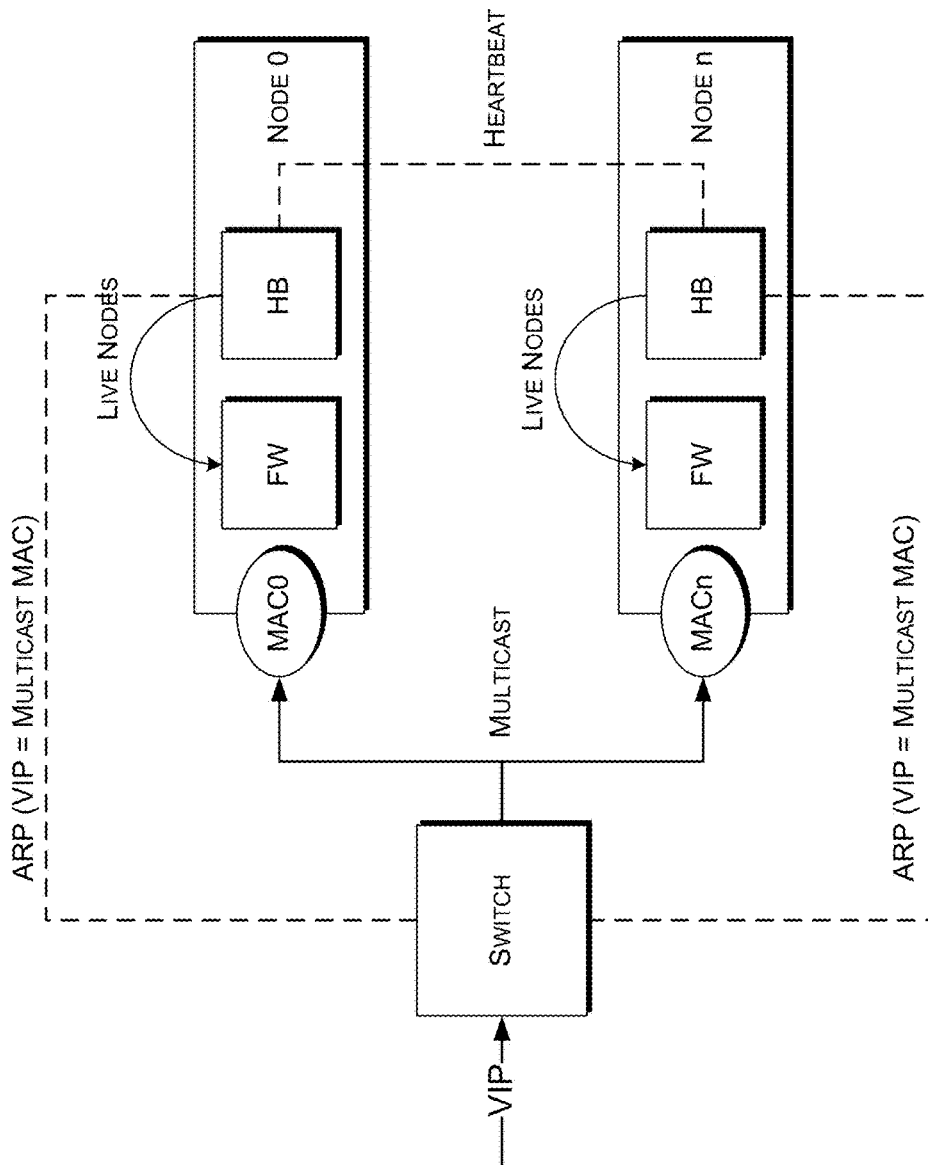 ARP (VIP = MULTICAST MAC)
LIVE NODES
MAC0
FW
HB
NODE 0
VIP
SWITCH
MULTICAST
HEARTBEAT
LIVE NODES
MACn
FW
HB
NODE n
ARP (VIP = MULTICAST MAC)